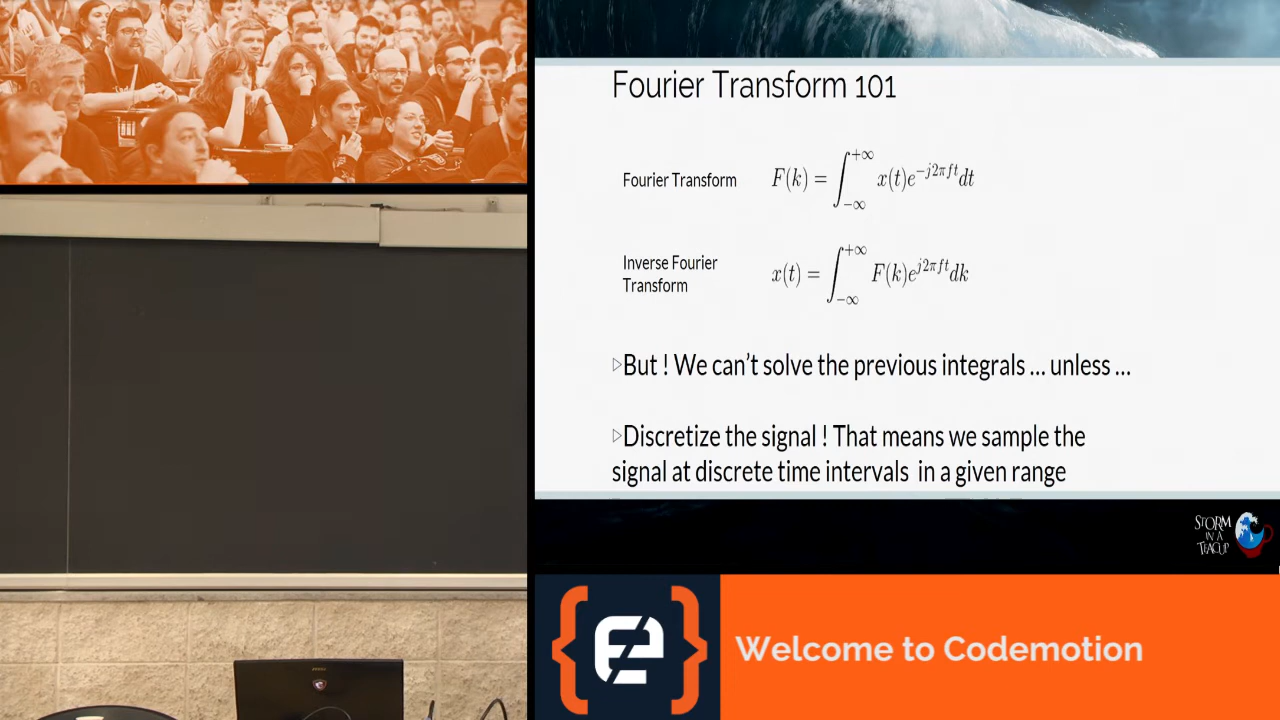 Fourier Transform 101
Fourier Transform F(k) = ∫_{-∞}^{+∞} x(t)e^{-j2πft}dt
Inverse Fourier
Transform x(t) = ∫_{-∞}^{+∞} F(k)e^{j2πft}dk
▷But ! We can't solve the previous integrals ... unless ...
▷Discretize the signal ! That means we sample the
signal at discrete time intervals in a given range
STORM
IN A
TEACUP
Welcome to Codemotion